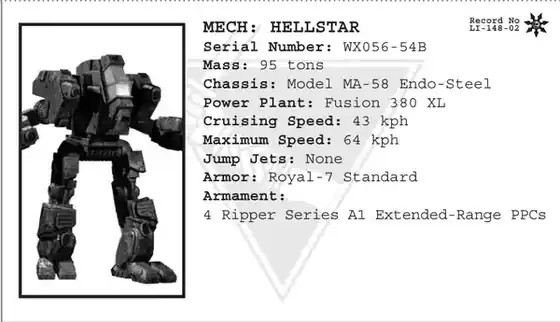 MECH: HELLSTAR
Record No
LI-148-02
Serial Number: WX056-54B
Mass: 95 tons
Chassis: Model MA-58 Endo-Steel
Power Plant: Fusion 380 XL
Cruising Speed: 43 kph
Maximum Speed: 64 kph
Jump Jets: None
Armor: Royal-7 Standard
Armament:
4 Ripper Series A1 Extended-Range PPCs